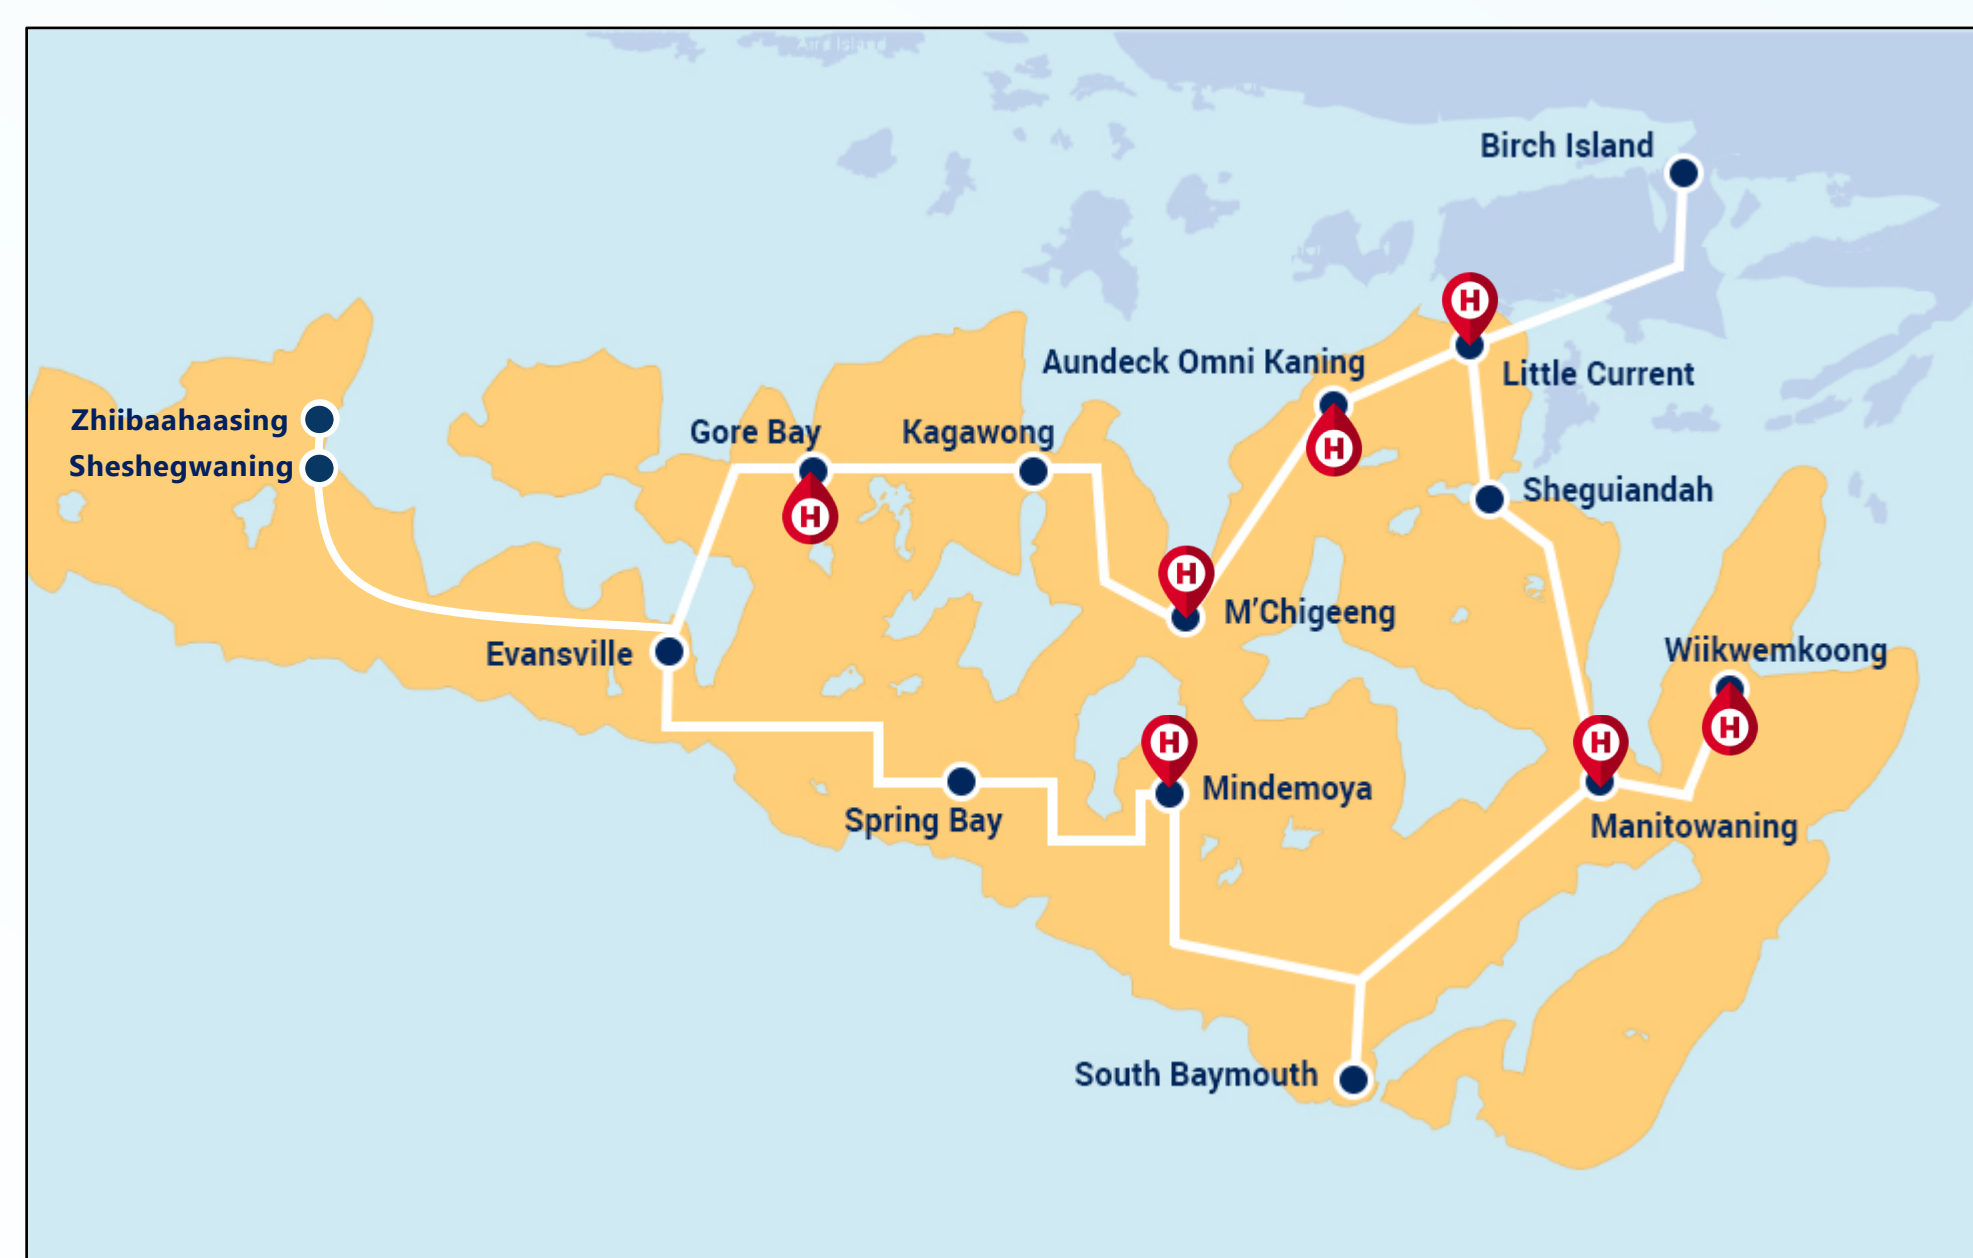 Birch Island
H
Aundeck Omni Kaning
Little Current
Zhiibaahaasing
Gore Bay
Kagawong
H
Sheshegwaning
Sheguiandah
H
H
M'Chigeeng
Evansville
Wiikwemkoong
H
H
H
Mindemoya
Spring Bay
Manitowaning
South Baymouth